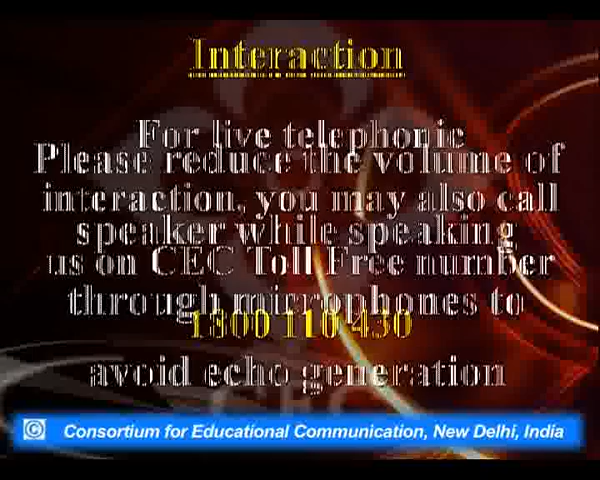 Interaction
For live telephonic
Please reduce the volume of
interaction, you may also call
speaker while speaking
us on CEC Toll Free number
through microphones to
1800 110 430
avoid echo generation
CEC
© Consortium for Educational Communication, New Delhi, India